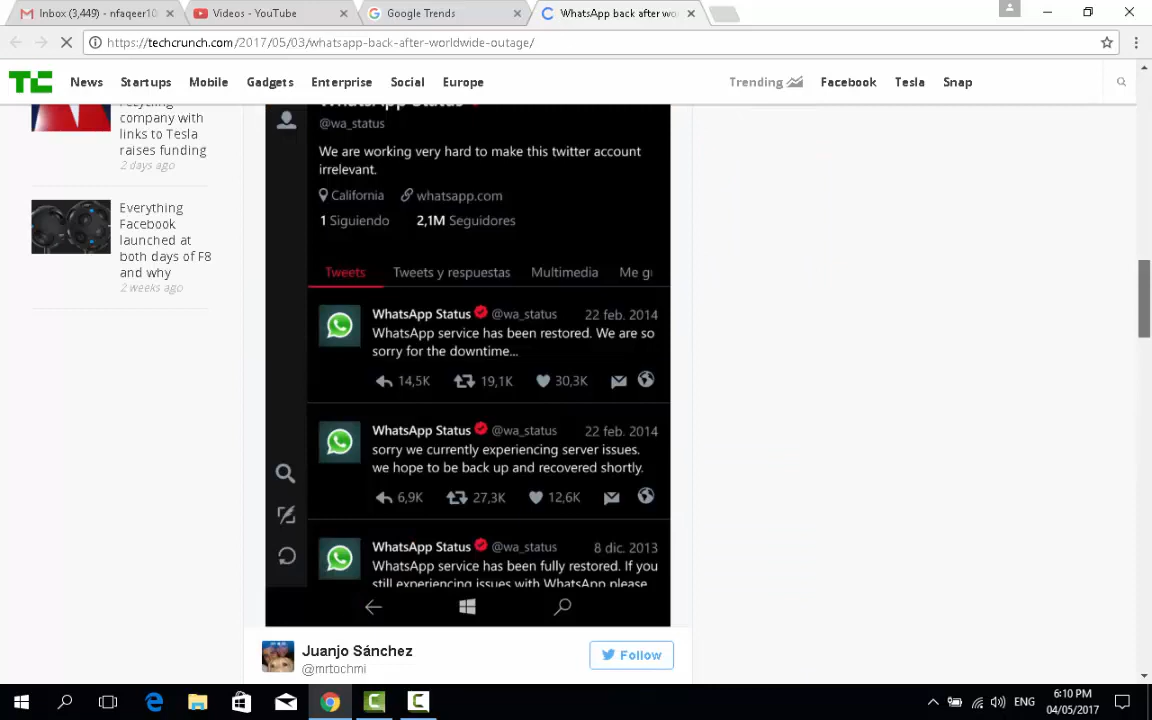 Inbox (3,449) - nfaqeer10
Videos - YouTube
Google Trends
WhatsApp back after wo
https://techcrunch.com/2017/05/03/whatsapp-back-after-worldwide-outage/
TC
News
Startups
Mobile
Gadgets
Enterprise
Social
Europe
Trending
Facebook
Tesla
Snap
recycling
company with
links to Tesla
raises funding
2 days ago
Everything
Facebook
launched at
both days of F8
and why
2 weeks ago
WhatsApp Status
@wa_status
We are working very hard to make this twitter account
irrelevant.
California whatsapp.com
1 Siguiendo 2,1M Seguidores
Tweets Tweets y respuestas Multimedia Me g
WhatsApp Status @wa_status 22 feb. 2014
WhatsApp service has been restored. We are so
sorry for the downtime...
14,5K 19,1K 30,3K
WhatsApp Status @wa_status 22 feb. 2014
sorry we currently experiencing server issues.
we hope to be back up and recovered shortly.
6,9K 27,3K 12,6K
WhatsApp Status @wa_status 8 dic. 2013
WhatsApp service has been fully restored. If you
still experiencing issues with WhatsApp please
Juanjo Sánchez
@mrtochmi
Follow
ENG
6:10 PM
04/05/2017